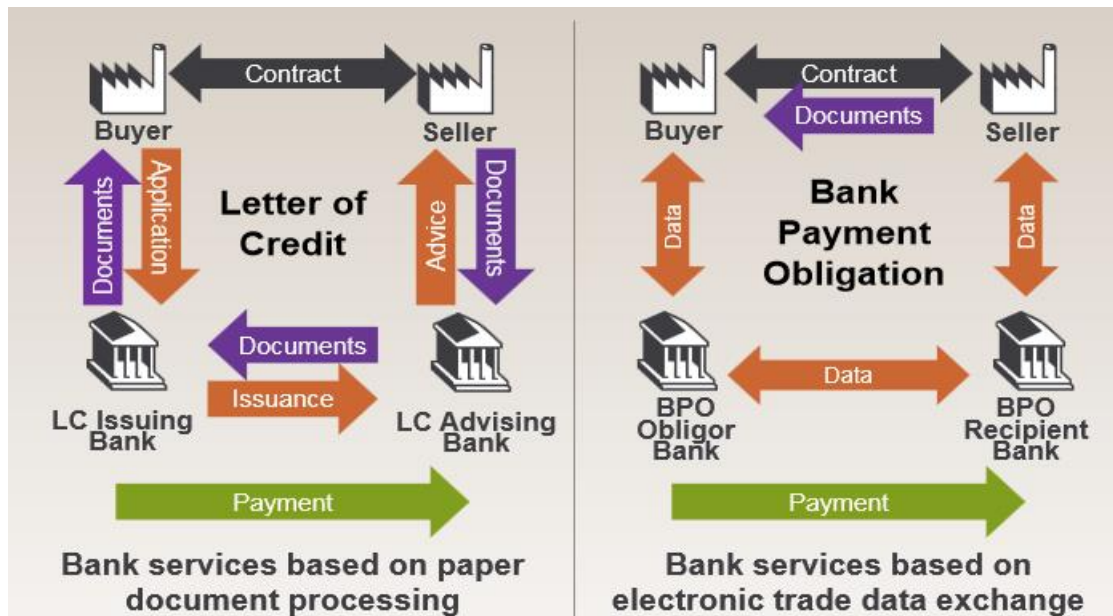 Contract
Buyer
Seller
Documents
Application
Letter of
Credit
Advice
Documents
Documents
Issuance
LC Issuing
Bank
LC Advising
Bank
Payment
Bank services based on paper
document processing
Contract
Documents
Buyer
Seller
Data
Bank
Payment
Obligation
Data
Data
BPO
Obligor
Bank
BPO
Recipient
Bank
Payment
Bank services based on
electronic trade data exchange